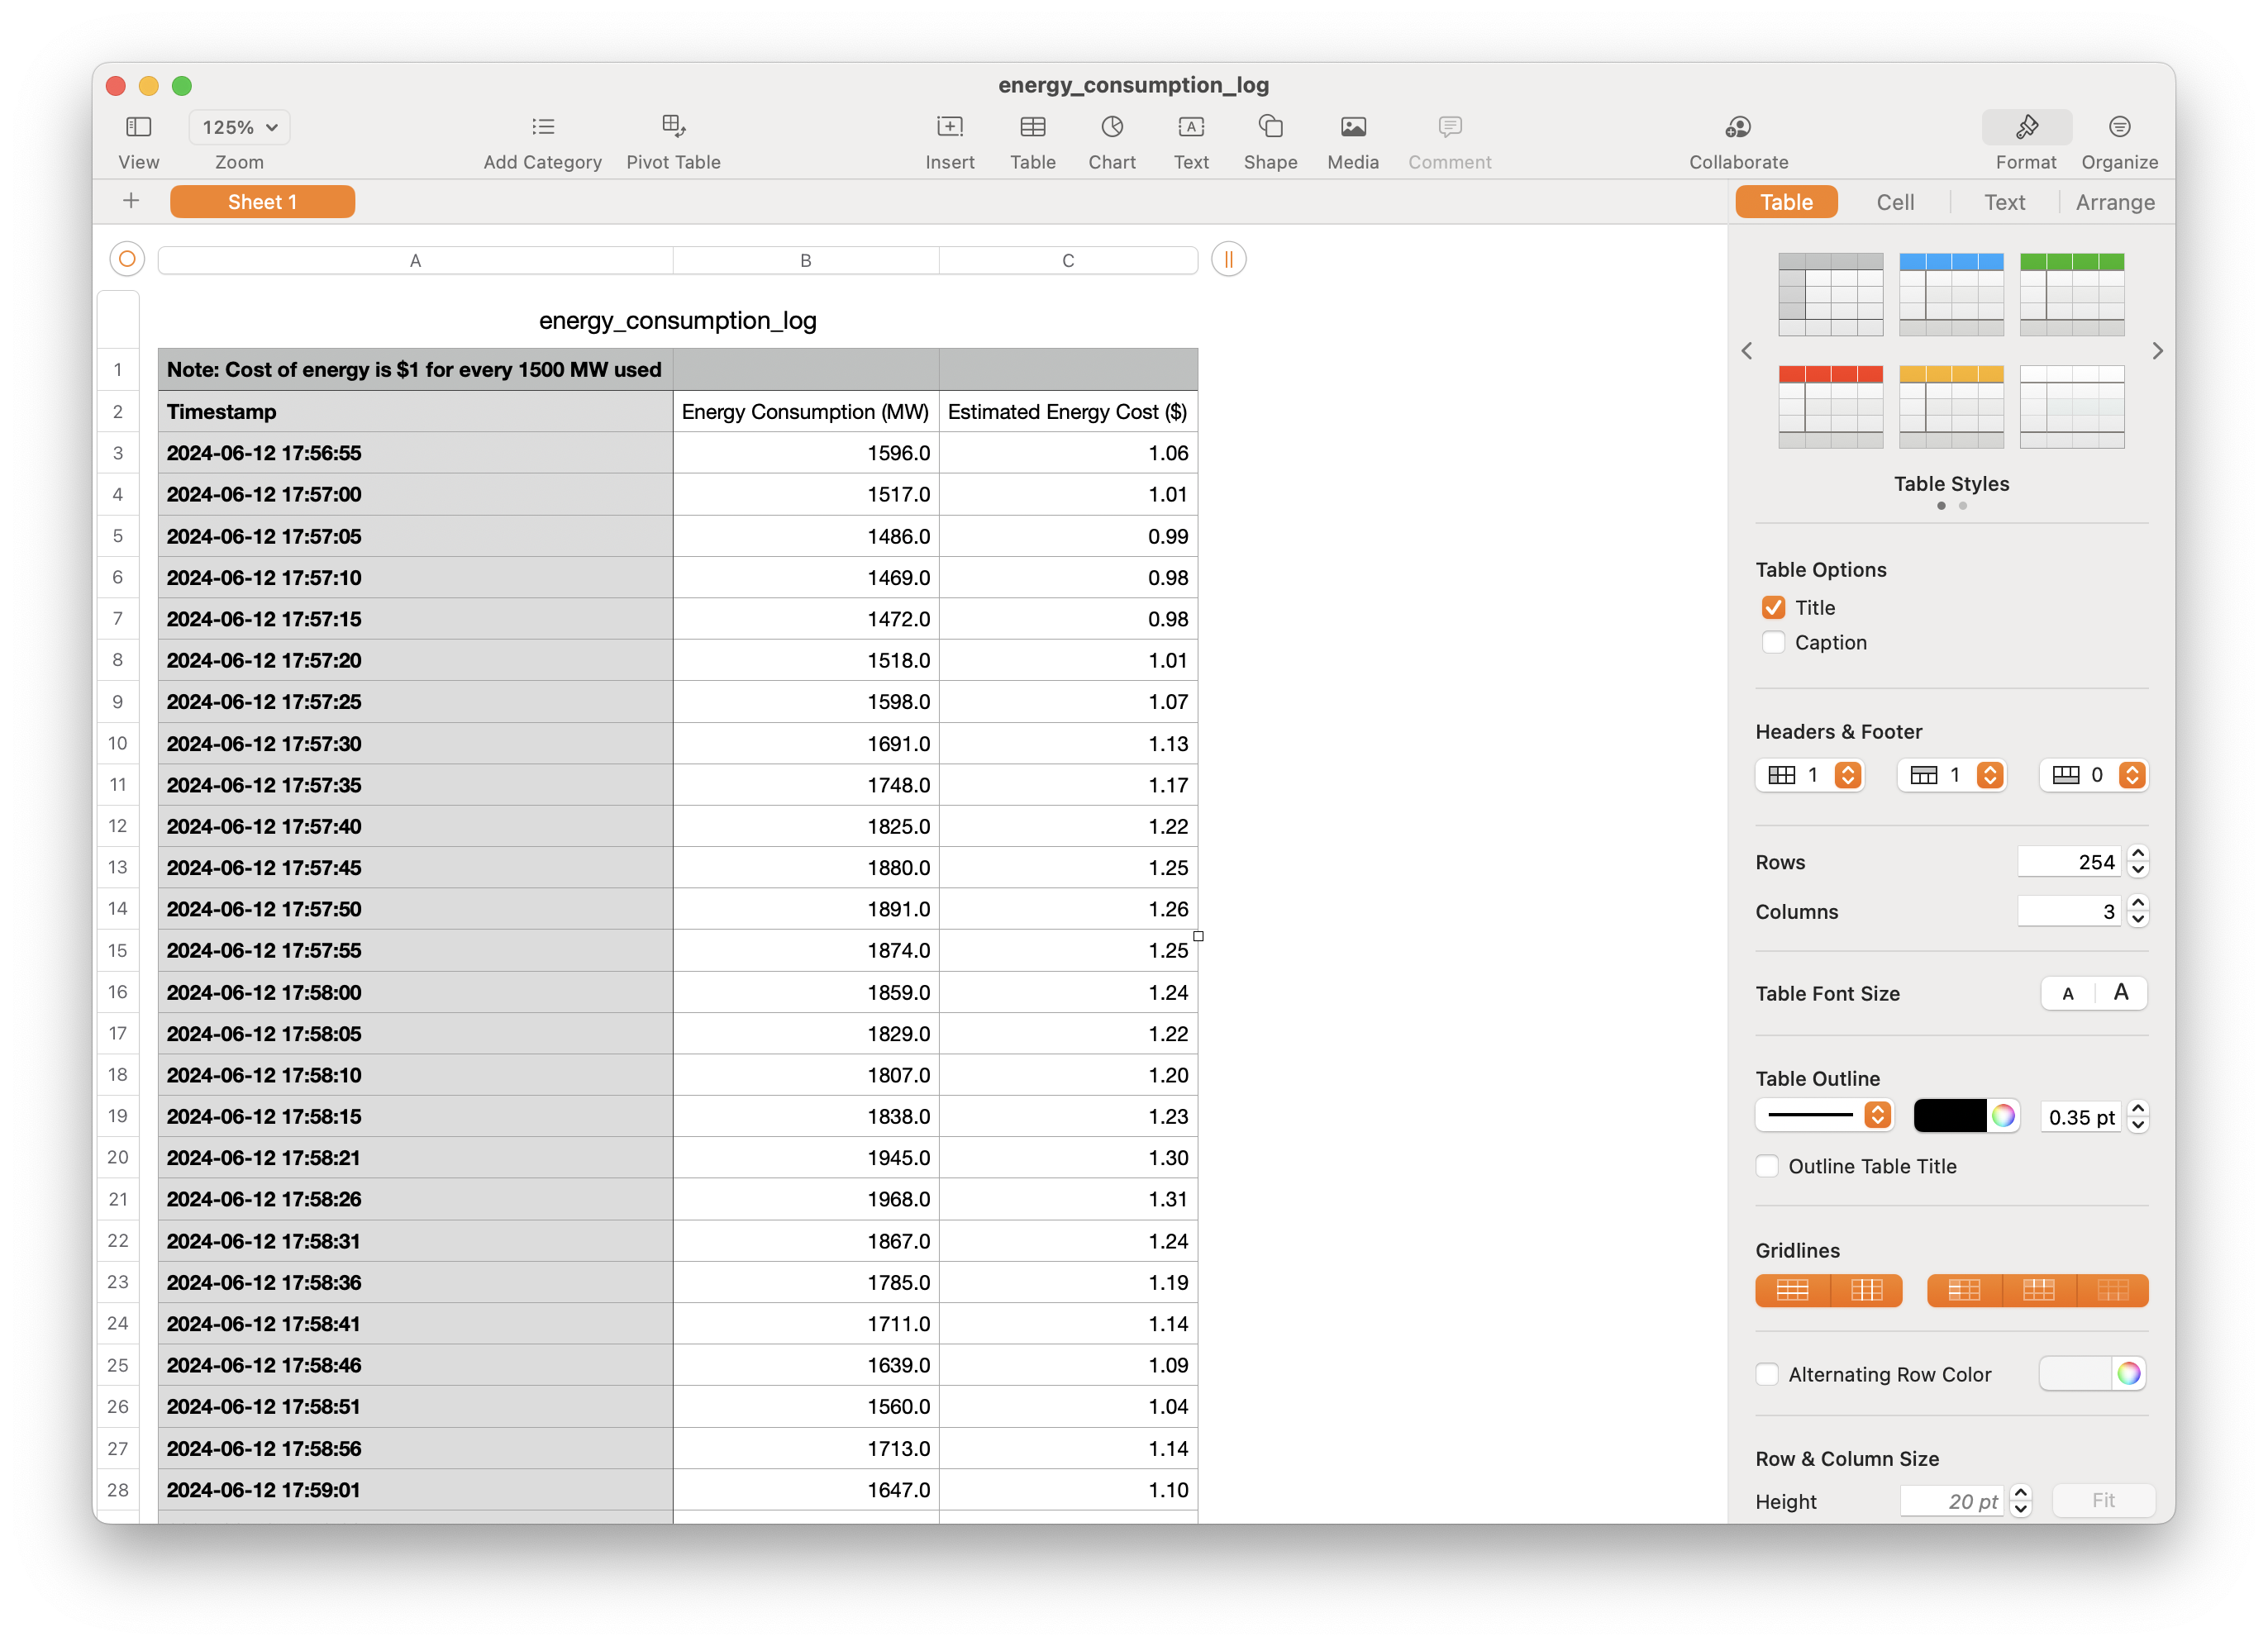 energy_consumption_log
125%
View Zoom Add Category Pivot Table Insert Table Chart Text Shape Media Comment Collaborate Format Organize
Sheet 1
Table Cell Text Arrange
A B C
energy_consumption_log
1 Note: Cost of energy is $1 for every 1500 MW used
2 Timestamp Energy Consumption (MW) Estimated Energy Cost ($)
3 2024-06-12 17:56:55 1596.0 1.06
4 2024-06-12 17:57:00 1517.0 1.01
5 2024-06-12 17:57:05 1486.0 0.99
6 2024-06-12 17:57:10 1469.0 0.98
7 2024-06-12 17:57:15 1472.0 0.98
8 2024-06-12 17:57:20 1518.0 1.01
9 2024-06-12 17:57:25 1598.0 1.07
10 2024-06-12 17:57:30 1691.0 1.13
11 2024-06-12 17:57:35 1748.0 1.17
12 2024-06-12 17:57:40 1825.0 1.22
13 2024-06-12 17:57:45 1880.0 1.25
14 2024-06-12 17:57:50 1891.0 1.26
15 2024-06-12 17:57:55 1874.0 1.25
16 2024-06-12 17:58:00 1859.0 1.24
17 2024-06-12 17:58:05 1829.0 1.22
18 2024-06-12 17:58:10 1807.0 1.20
19 2024-06-12 17:58:15 1838.0 1.23
20 2024-06-12 17:58:21 1945.0 1.30
21 2024-06-12 17:58:26 1968.0 1.31
22 2024-06-12 17:58:31 1867.0 1.24
23 2024-06-12 17:58:36 1785.0 1.19
24 2024-06-12 17:58:41 1711.0 1.14
25 2024-06-12 17:58:46 1639.0 1.09
26 2024-06-12 17:58:51 1560.0 1.04
27 2024-06-12 17:58:56 1713.0 1.14
28 2024-06-12 17:59:01 1647.0 1.10
Table Styles
Table Options
Title
Caption
Headers & Footer
1 1 0
Rows 254
Columns 3
Table Font Size A A
Table Outline
0.35 pt
Outline Table Title
Gridlines
Alternating Row Color
Row & Column Size
Height 20 pt Fit